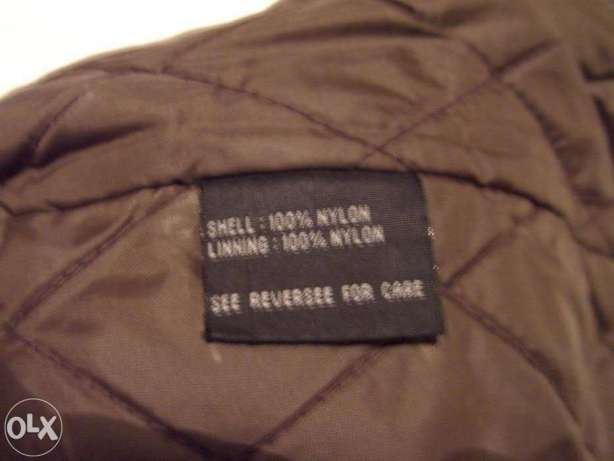 SHELL : 100% NYLON
LINNING : 100% NYLON
SEE REVERSEE FOR CARE
OLX